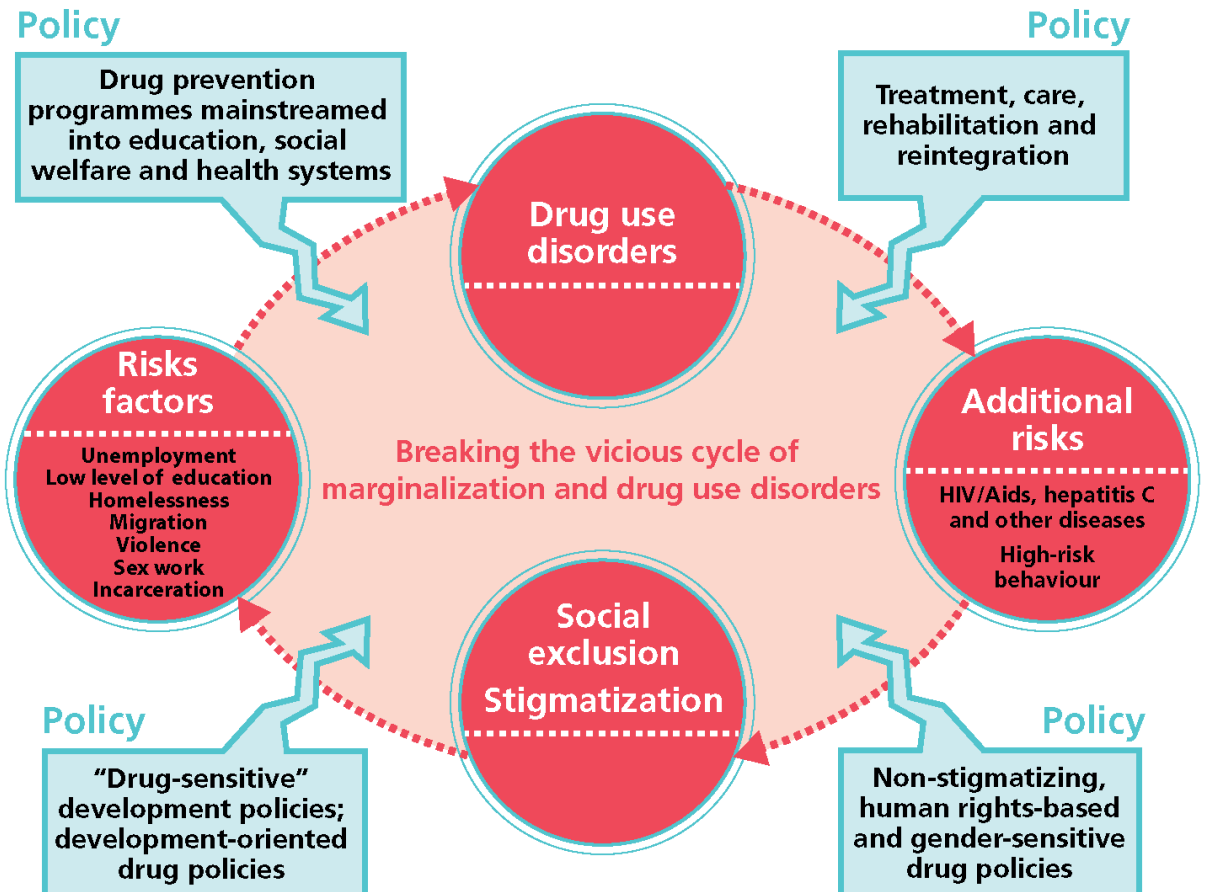 Policy
Drug prevention
programmes mainstreamed
into education, social
welfare and health systems
Policy
Treatment, care,
rehabilitation and
reintegration
Drug use
disorders
Risks
factors
Unemployment
Low level of education
Homelessness
Migration
Violence
Sex work
Incarceration
Breaking the vicious cycle of
marginalization and drug use disorders
Additional
risks
HIV/Aids, hepatitis C
and other diseases
High-risk
behaviour
Social
exclusion
Stigmatization
Policy
“Drug-sensitive”
development policies;
development-oriented
drug policies
Policy
Non-stigmatizing,
human rights-based
and gender-sensitive
drug policies